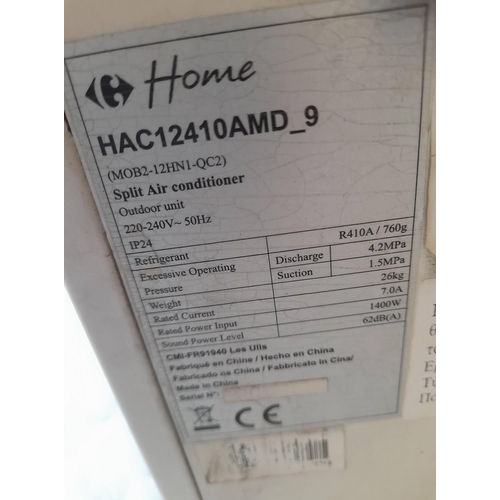 Home
HAC12410AMD_9
(MOB2-12HN1-QC2)
Split Air conditioner
Outdoor unit
220-240V~ 50Hz
IP24
Refrigerant R410A / 760g
Excessive Operating Pressure Discharge 4.2MPa
Suction 1.5MPa
Weight 26kg
Rated Current 7.0A
Rated Power Input 1400W
Sound Power Level 62dB(A)
CMI-FR91940 Les Ulis
Fabriqué en Chine / Hecho en China
Fabricado na China / Fabbricato in Cina/
Made in China
Serial N°:
CE